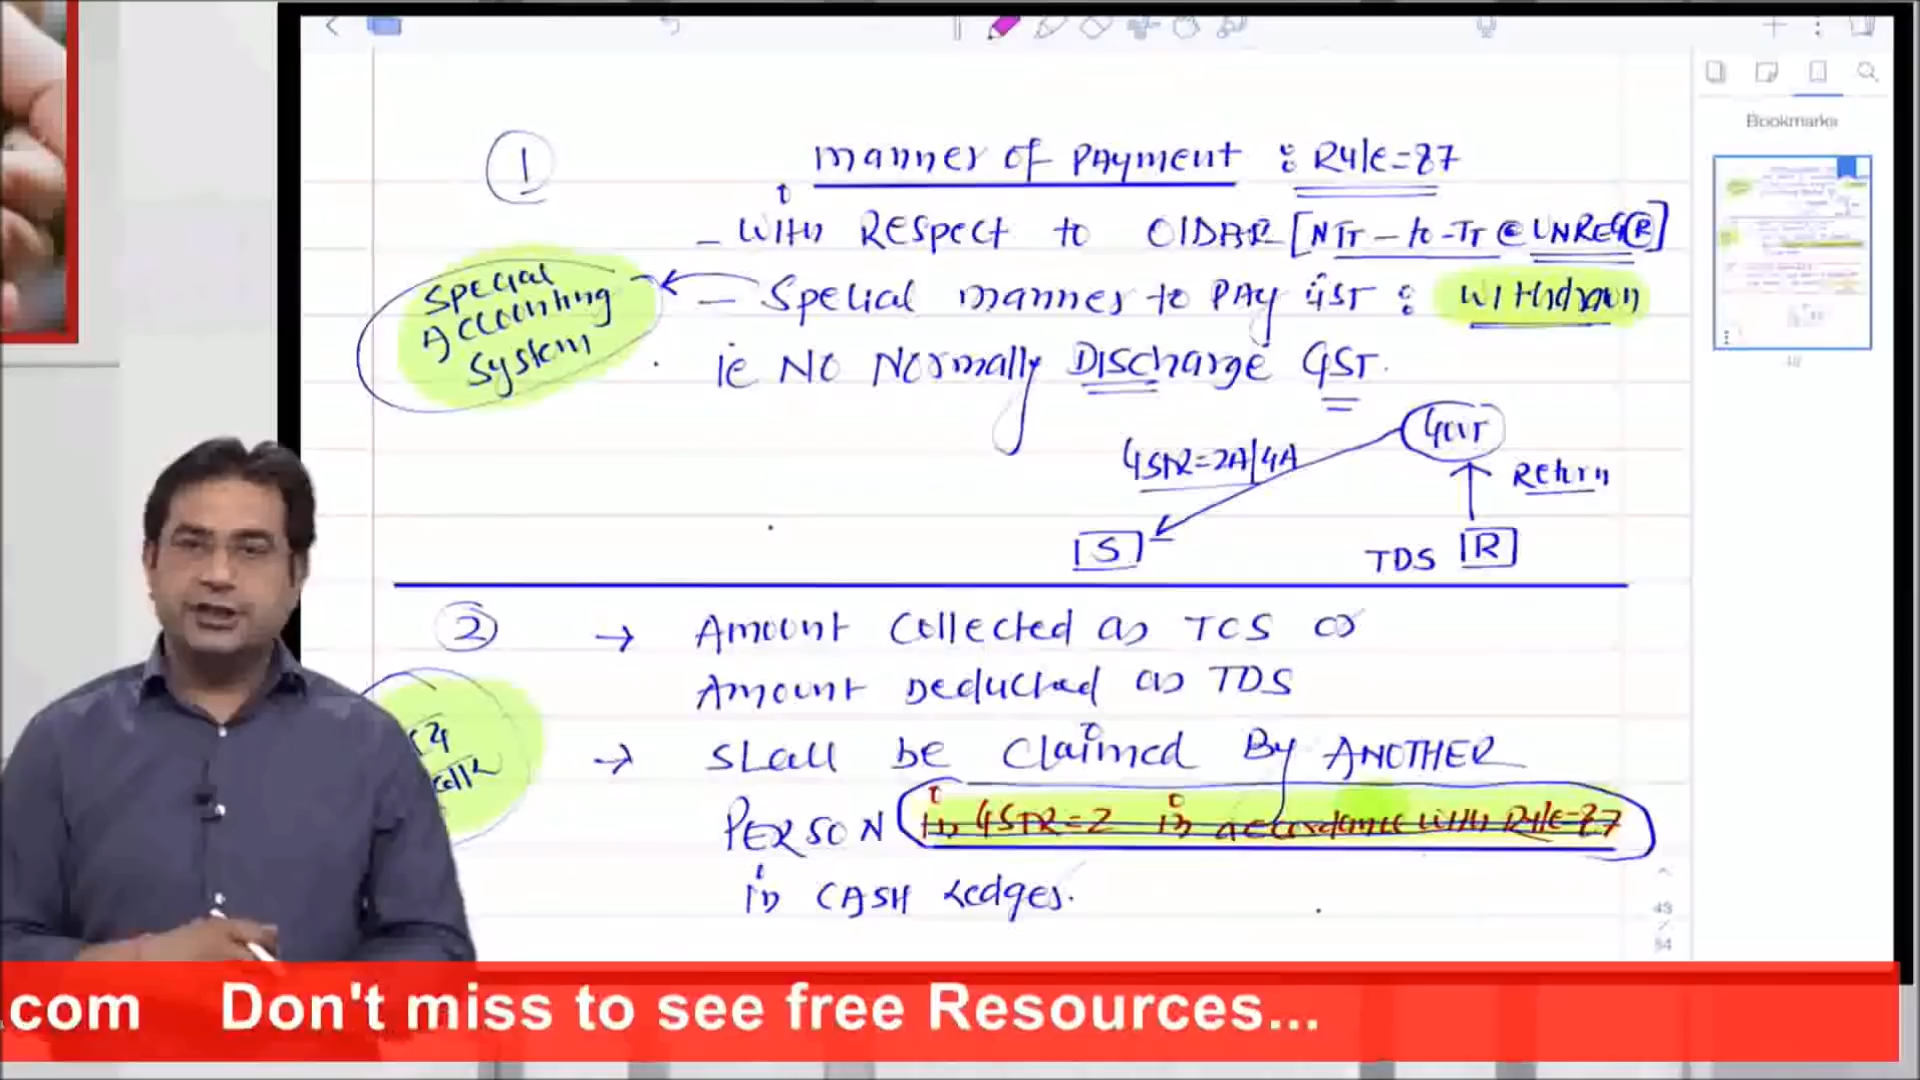 Bookmarks
1
Manner of Payment : Rule=87
- With Respect to OIDAR [NTT - to - TT @ UNREG®]
Special Accounting System
- Special manner to pay GST : Withdrawn
ie NO Normally Discharge GST.
Govt
GSTR=2A/4A
Return
S
TDS R
2 → Amount Collected as TCS or
Amount Deducted as TDS
→ Shall be Claimed By ANOTHER
PERSON in GSTR=2 in accordance with Rule=87
in CASH Ledger.
43
54
.com Don't miss to see free Resources...